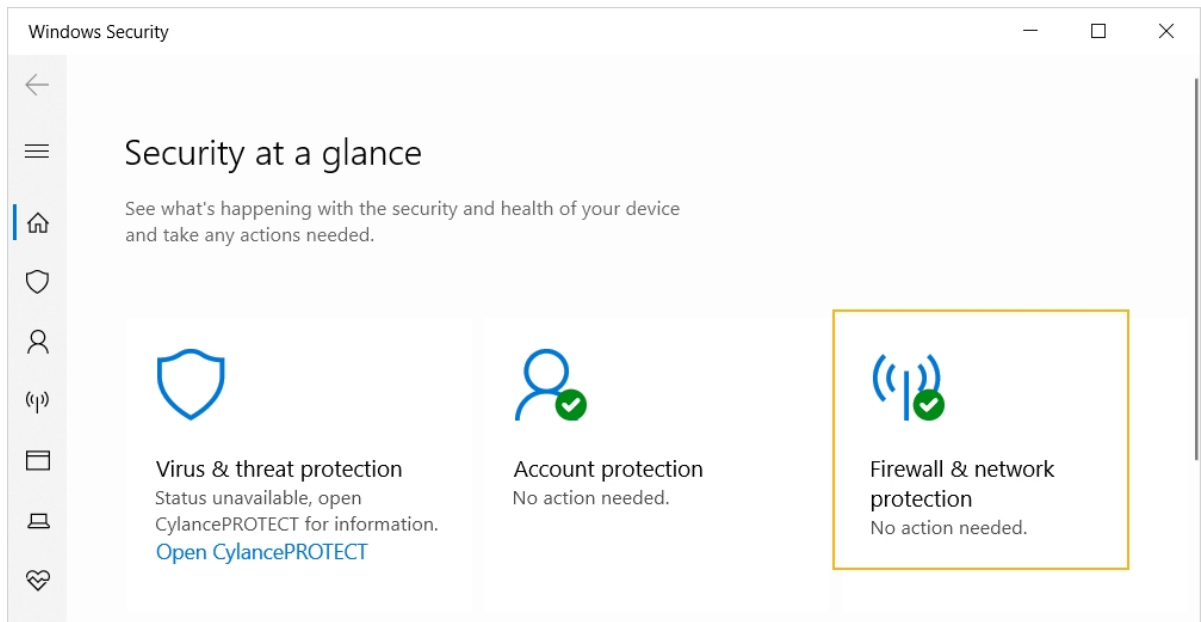 Windows Security
Security at a glance
See what's happening with the security and health of your device
and take any actions needed.
Virus & threat protection
Status unavailable, open
CylancePROTECT for information.
Open CylancePROTECT
Account protection
No action needed.
Firewall & network
protection
No action needed.